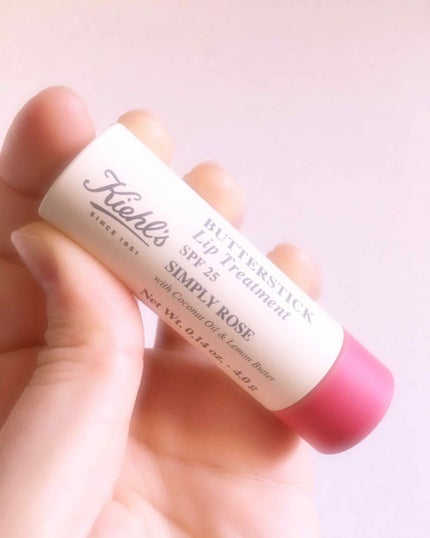 Kiehl's
SINCE 1851
BUTTERSTICK
Lip Treatment
SPF 25
SIMPLY ROSE
with Coconut Oil & Lemon Butter
Net Wt. 0.14 oz. - 4.0 g